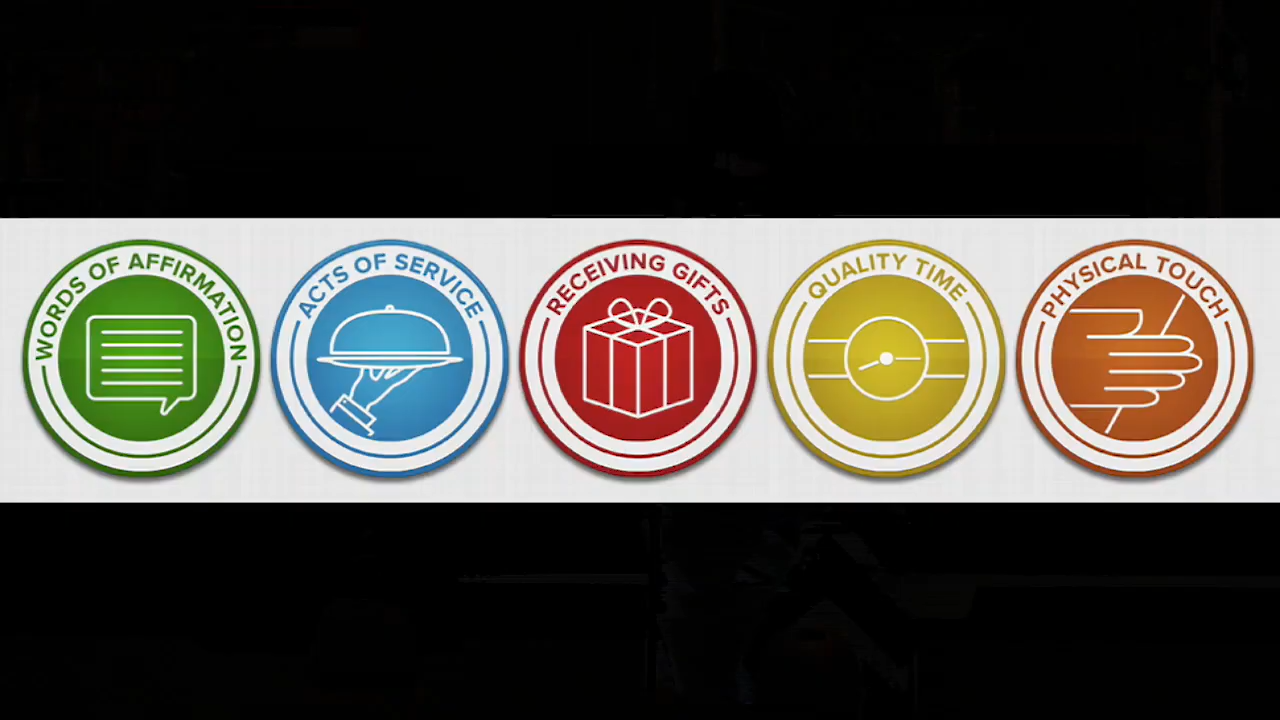 WORDS OF AFFIRMATION
ACTS OF SERVICE
RECEIVING GIFTS
QUALITY TIME
PHYSICAL TOUCH